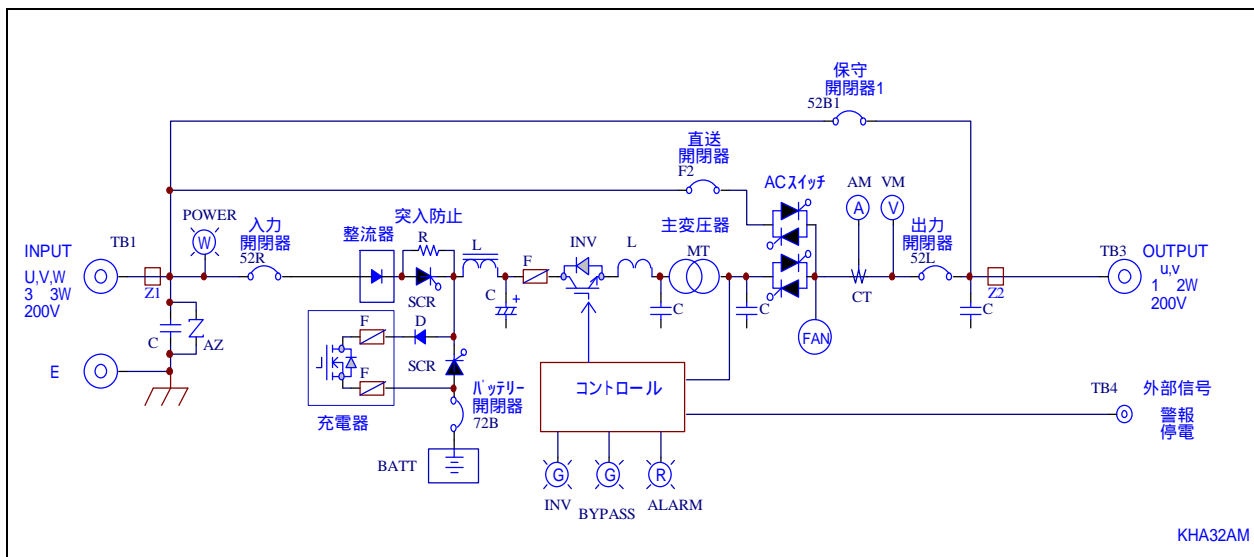 保守
開閉器1
52B1
直送
開閉器
F2
ACスイッチ
AM
VM
A
V
POWER
W
入力
開閉器
52R
整流器
突入防止
R
SCR
L
C
+
F
INV
L
主変圧器
MT
C
C
CT
FAN
出力
開閉器
52L
C
Z2
TB3
OUTPUT
u,v
1 2W
200V
TB1
INPUT
U,V,W
3 3W
200V
Z1
C
AZ
E
F
D
F
SCR
充電器
バッテリー
開閉器
72B
BATT
コントロール
G
G
R
INV
BYPASS
ALARM
TB4
外部信号
警報
停電
KHA32AM